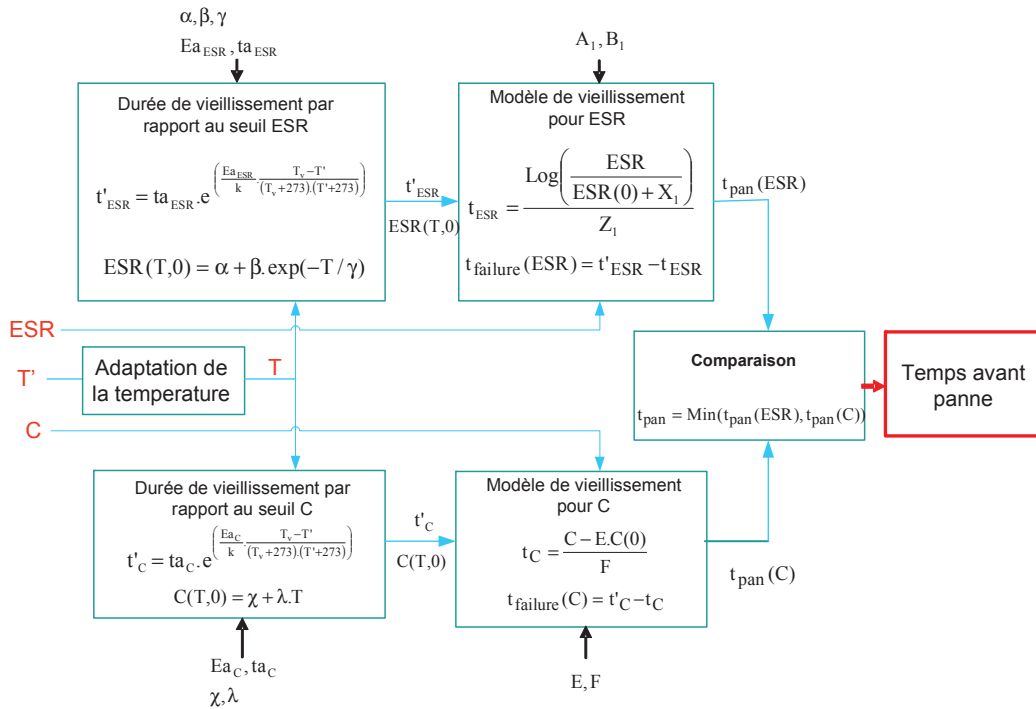 α, β, γ
Ea_ESR, ta_ESR
Durée de vieillissement par
rapport au seuil ESR
t'_ESR = ta_ESR.e^((Ea_ESR/k).(T_v−T')/((T_v+273).(T'+273)))
ESR(T,0) = α + β.exp(−T/γ)
t'_ESR
ESR(T,0)
A_1, B_1
Modèle de vieillissement
pour ESR
t_ESR = Log(ESR/(ESR(0)+X_1))/Z_1
t_failure(ESR) = t'_ESR − t_ESR
t_pan(ESR)
ESR
T'
Adaptation de
la temperature
T
C
Comparaison
t_pan = Min(t_pan(ESR), t_pan(C))
Temps avant
panne
Durée de vieillissement par
rapport au seuil C
t'_C = ta_C.e^((Ea_C/k).(T_v−T')/((T_v+273).(T'+273)))
C(T,0) = χ + λ.T
t'_C
C(T,0)
Modèle de vieillissement
pour C
t_C = (C−E.C(0))/F
t_failure(C) = t'_C − t_C
t_pan(C)
Ea_C, ta_C
χ, λ
E, F